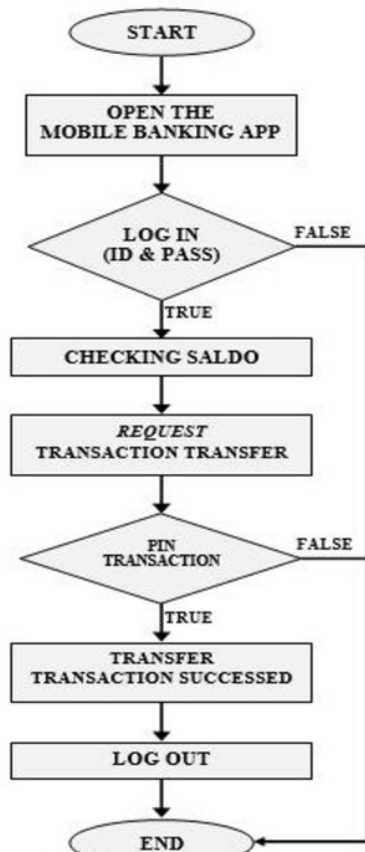 START
OPEN THE
MOBILE BANKING APP
LOG IN
(ID & PASS)
FALSE
TRUE
CHECKING SALDO
REQUEST
TRANSACTION TRANSFER
PIN
TRANSACTION
FALSE
TRUE
TRANSFER
TRANSACTION SUCCESSED
LOG OUT
END